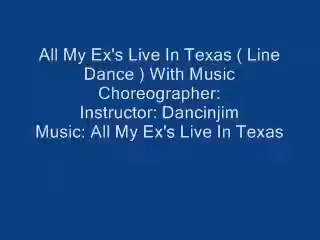 All My Ex's Live In Texas ( Line
Dance ) With Music
Choreographer:
Instructor: Dancinjim
Music: All My Ex's Live In Texas